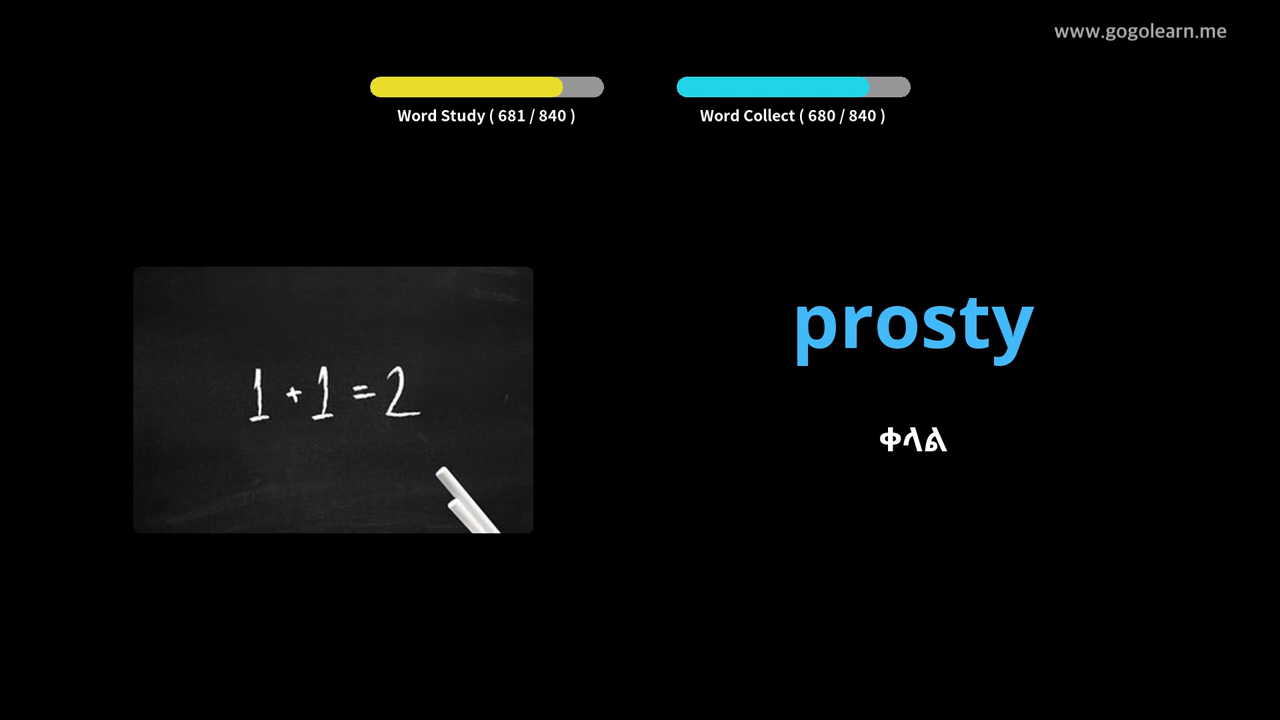 www.gogolearn.me
Word Study ( 681 / 840 )
Word Collect ( 680 / 840 )
1 + 1 = 2
prosty
ቀላል